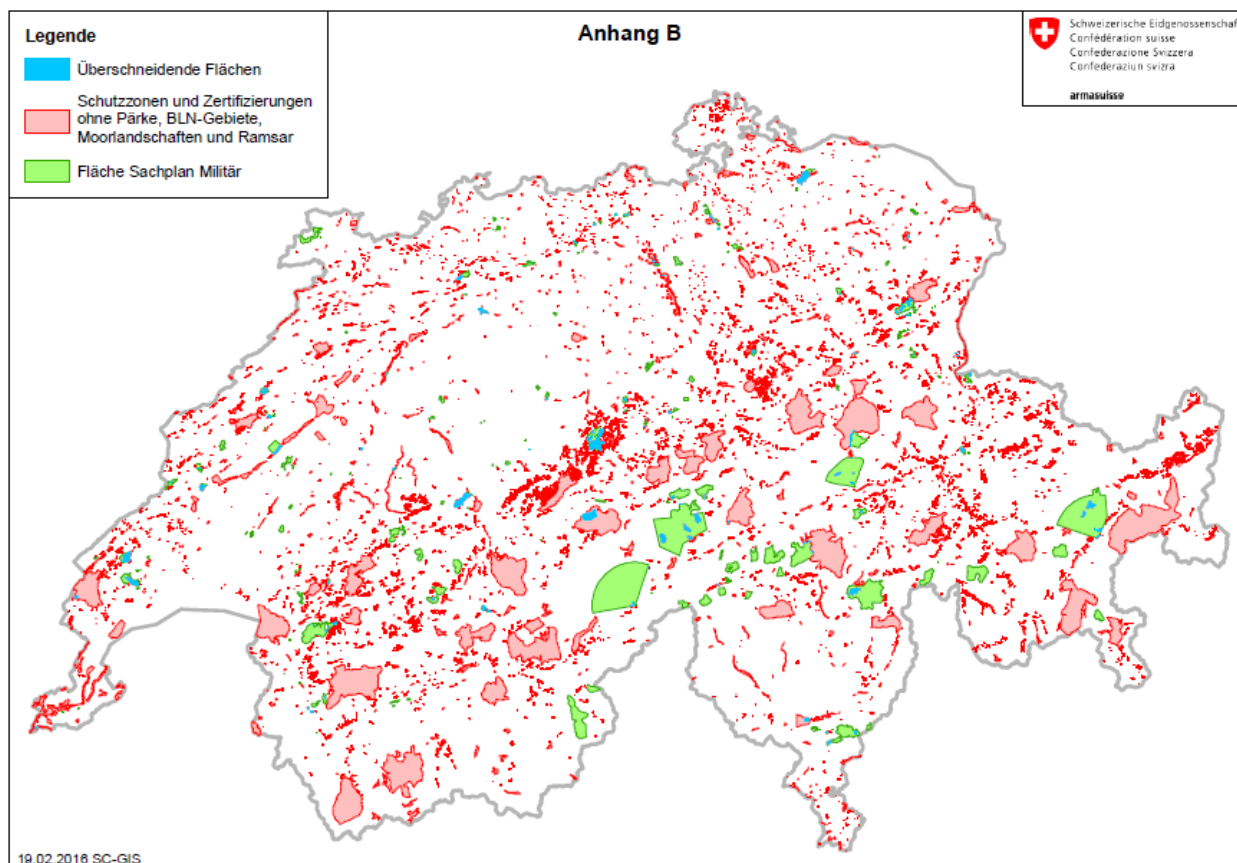 Anhang B
Legende
Überschneidende Flächen
Schutzzonen und Zertifizierungen
ohne Pärke, BLN-Gebiete,
Moorlandschaften und Ramsar
Fläche Sachplan Militär
Schweizerische Eidgenossenschaf
Confédération suisse
Confederazione Svizzera
Confederaziun svizra
armasuisse
19.02.2016 SC-GIS